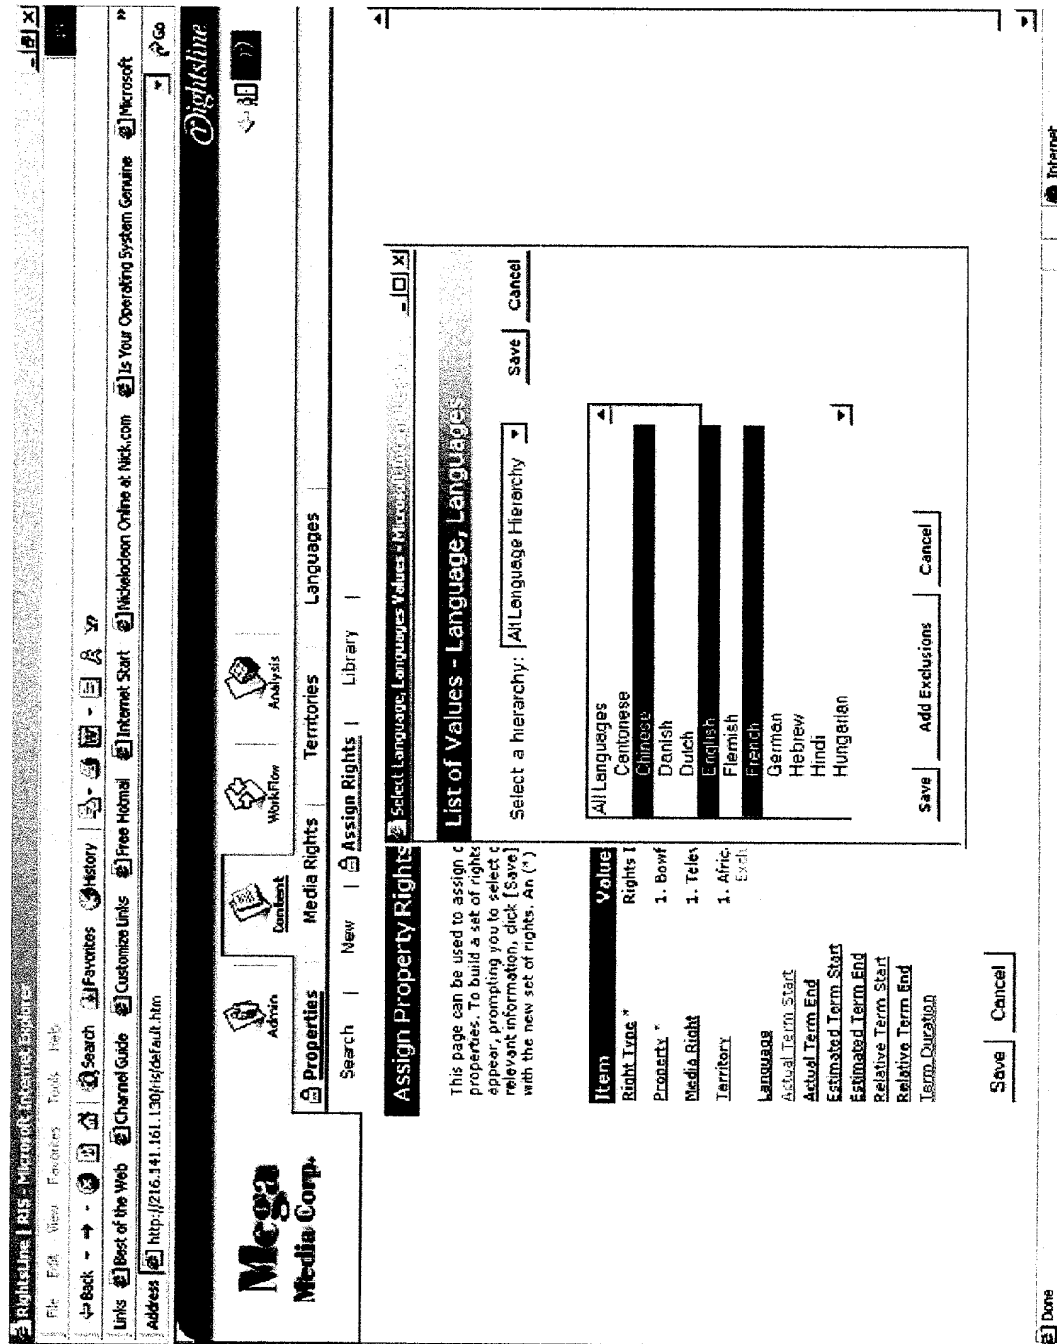 RightsLine | RIS - Microsoft Internet Explorer
File Edit View Favorites Tools Help
Back Search Favorites History
Links Best of the Web Channel Guide Customize Links Free Hotmail Internet Start Nickelodeon Online at Nick.com Is Your Operating System Genuine Microsoft »
Address http://216.141.161.130/ris/default.htm Go
Rightsline
Mega
Media Corp.
Admin Content WorkFlow Analysis
Properties Media Rights Territories Languages
Search | New | Assign Rights | Library |
Assign Property Rights
This page can be used to assign c
properties. To build a set of rights
appear, prompting you to select c
relevant information, click [Save]
with the new set of rights. An (*)
Item Value
Right Type * Rights I
Property * 1. Bowf
Media Right 1. Telev
Territory 1. Afric.
Exclu
Language
Actual Term Start
Actual Term End
Estimated Term Start
Estimated Term End
Relative Term Start
Relative Term End
Term Duration
Save Cancel
Select Language, Languages Values - Microsoft
List of Values - Language, Languages
Select a hierarchy: All Language Hierarchy Save Cancel
All Languages
Cantonese
Chinese
Danish
Dutch
English
Flemish
French
German
Hebrew
Hindi
Hungarian
Save Add Exclusions Cancel
Done Internet